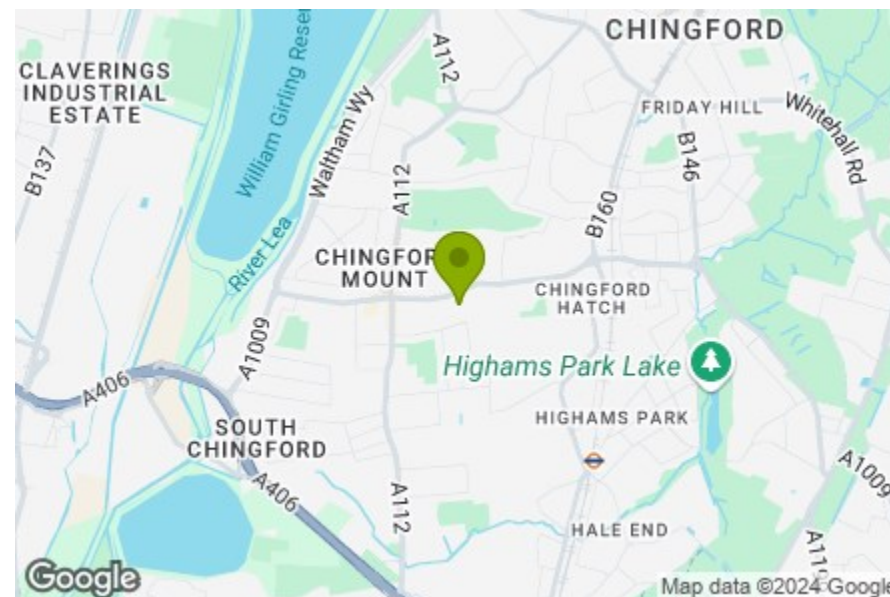 CHINGFORD
CLAVERINGS
INDUSTRIAL
ESTATE
A112
William Girling Reser
Waltham Wy
FRIDAY HILL
Whitehall Rd
B137
B146
A112
B160
River Lea
CHINGFOR
MOUNT
CHINGFORD
HATCH
A1009
Highams Park Lake
A406
HIGHAMS PARK
SOUTH
CHINGFORD
A1009
A406
A112
HALE END
Google
Map data ©2024 Google